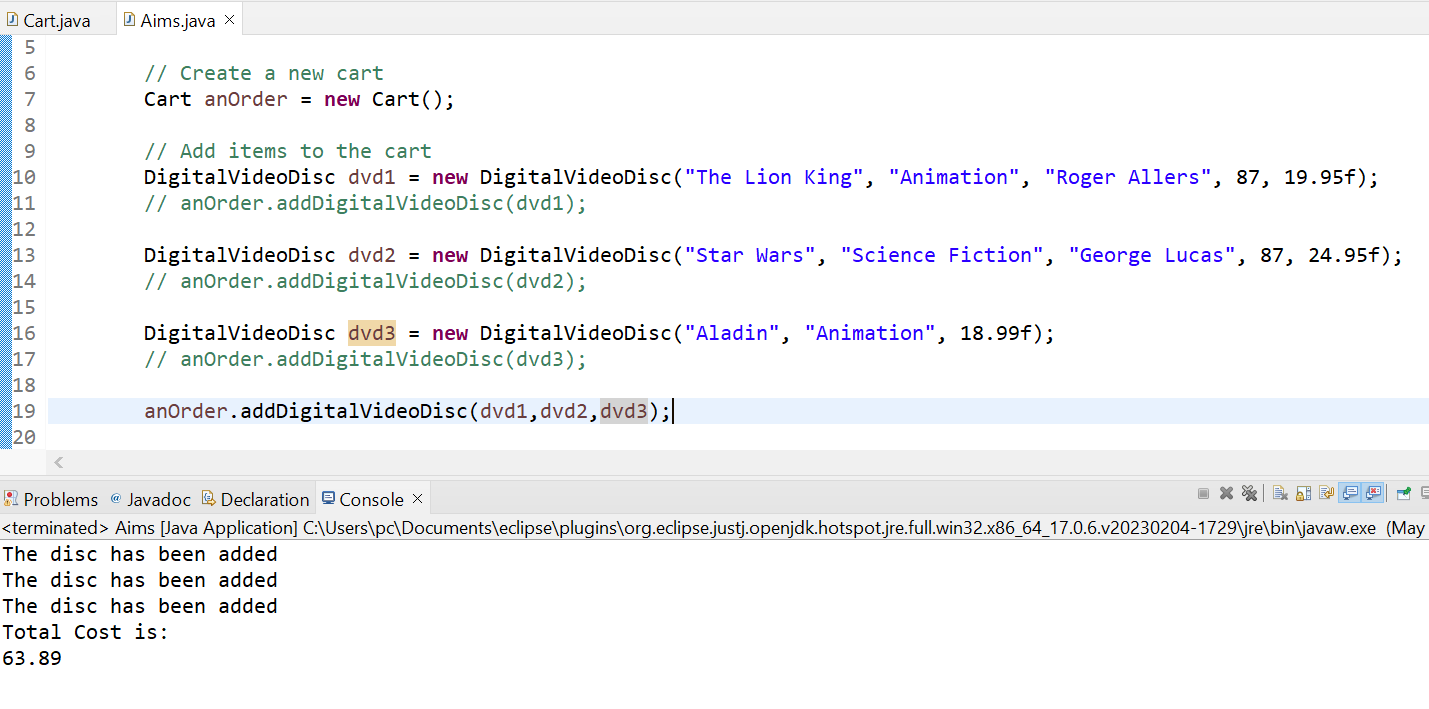 Cart.java Aims.java
5
6 // Create a new cart
7 Cart anOrder = new Cart();
8
9 // Add items to the cart
10 DigitalVideoDisc dvd1 = new DigitalVideoDisc("The Lion King", "Animation", "Roger Allers", 87, 19.95f);
11 // anOrder.addDigitalVideoDisc(dvd1);
12
13 DigitalVideoDisc dvd2 = new DigitalVideoDisc("Star Wars", "Science Fiction", "George Lucas", 87, 24.95f);
14 // anOrder.addDigitalVideoDisc(dvd2);
15
16 DigitalVideoDisc dvd3 = new DigitalVideoDisc("Aladin", "Animation", 18.99f);
17 // anOrder.addDigitalVideoDisc(dvd3);
18
19 anOrder.addDigitalVideoDisc(dvd1,dvd2,dvd3);
20
Problems @ Javadoc Declaration Console
<terminated> Aims [Java Application] C:\Users\pc\Documents\eclipse\plugins\org.eclipse.justj.openjdk.hotspot.jre.full.win32.x86_64_17.0.6.v20230204-1729\jre\bin\javaw.exe (May
The disc has been added
The disc has been added
The disc has been added
Total Cost is:
63.89